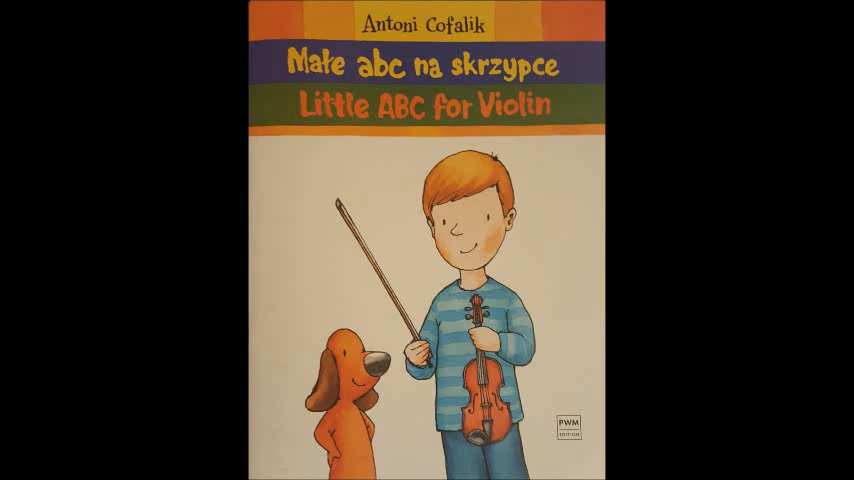 Antoni Cofalik
Małe abc na skrzypce
Little ABC for Violin
PWM
EDITION